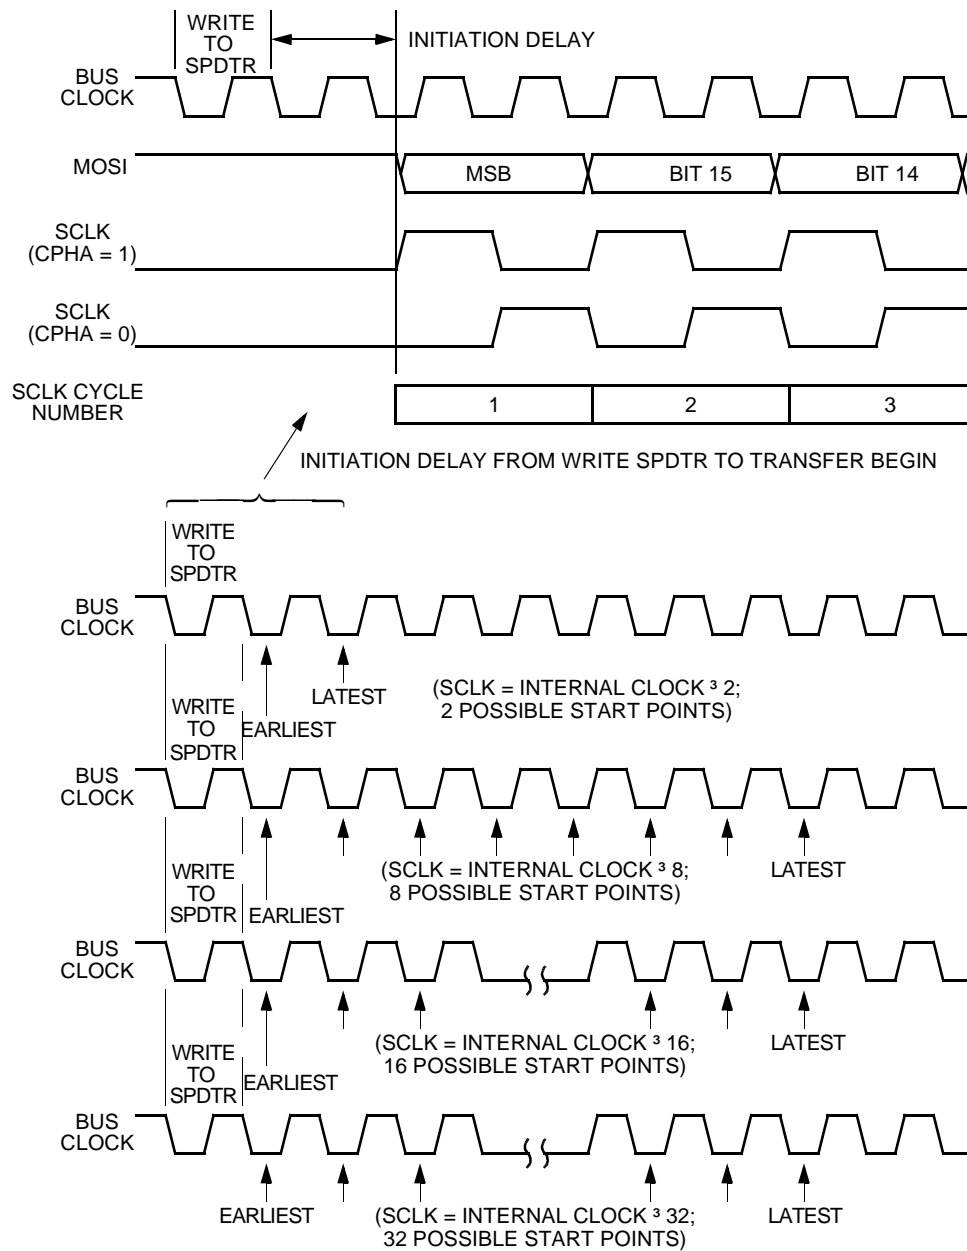 WRITE
TO
SPDTR
INITIATION DELAY
BUS
CLOCK
MOSI
MSB
BIT 15
BIT 14
SCLK
(CPHA = 1)
SCLK
(CPHA = 0)
SCLK CYCLE
NUMBER
1
2
3
INITIATION DELAY FROM WRITE SPDTR TO TRANSFER BEGIN
WRITE
TO
SPDTR
BUS
CLOCK
EARLIEST
LATEST
(SCLK = INTERNAL CLOCK ³ 2;
2 POSSIBLE START POINTS)
WRITE
TO
SPDTR
BUS
CLOCK
EARLIEST
(SCLK = INTERNAL CLOCK ³ 8;
8 POSSIBLE START POINTS)
LATEST
WRITE
TO
SPDTR
BUS
CLOCK
EARLIEST
(SCLK = INTERNAL CLOCK ³ 16;
16 POSSIBLE START POINTS)
LATEST
WRITE
TO
SPDTR
BUS
CLOCK
EARLIEST
(SCLK = INTERNAL CLOCK ³ 32;
32 POSSIBLE START POINTS)
LATEST